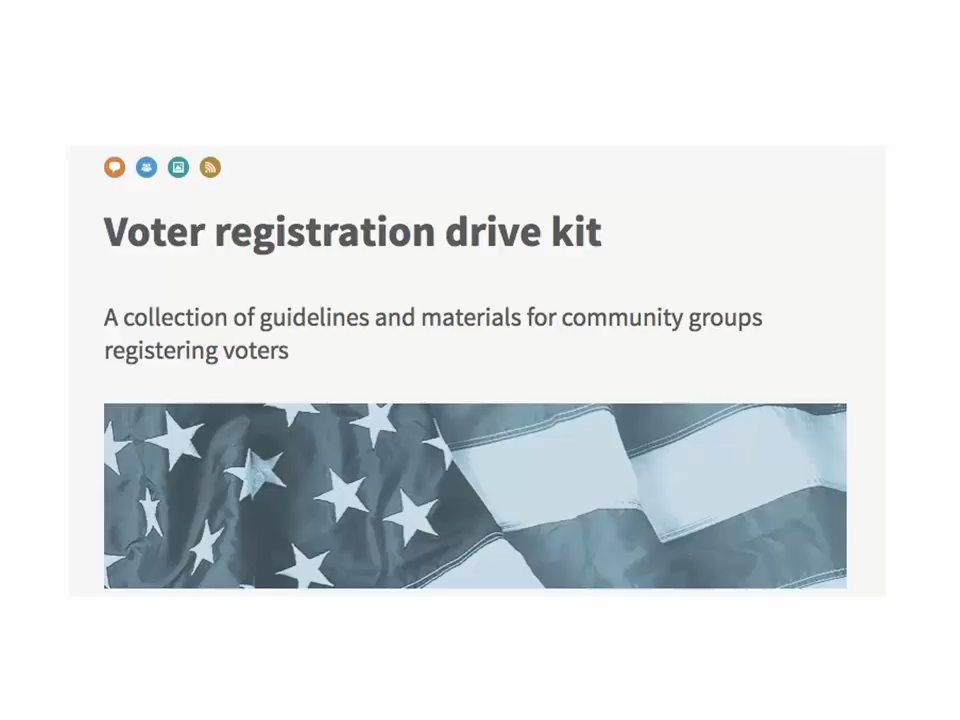 Voter registration drive kit
A collection of guidelines and materials for community groups
registering voters